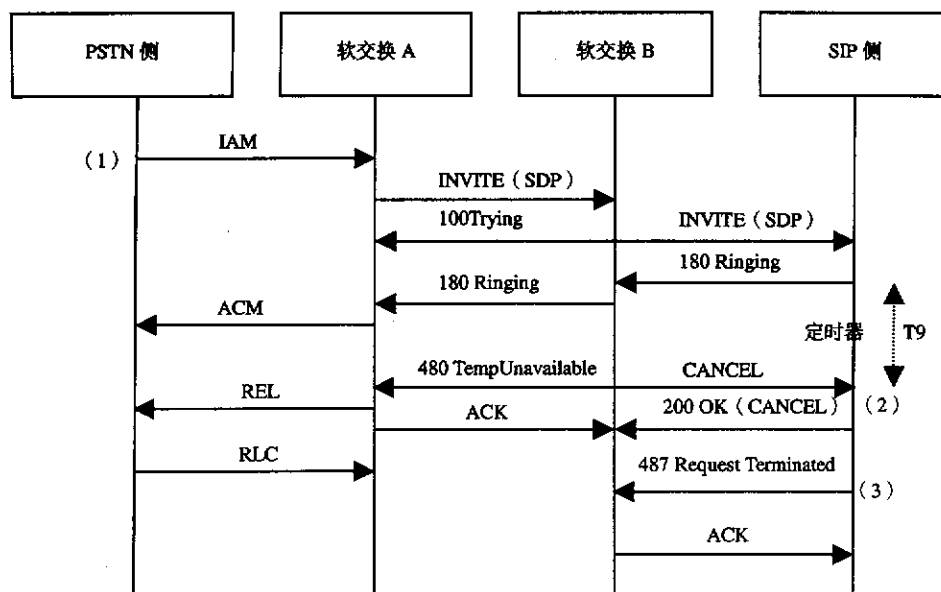 PSTN 侧
软交换 A
软交换 B
SIP 侧
IAM
（1）
INVITE（SDP）
100Trying
INVITE（SDP）
180 Ringing
180 Ringing
ACM
定时器
T9
480 TempUnavailable
CANCEL
REL
ACK
200 OK（CANCEL）
（2）
RLC
487 Request Terminated
（3）
ACK